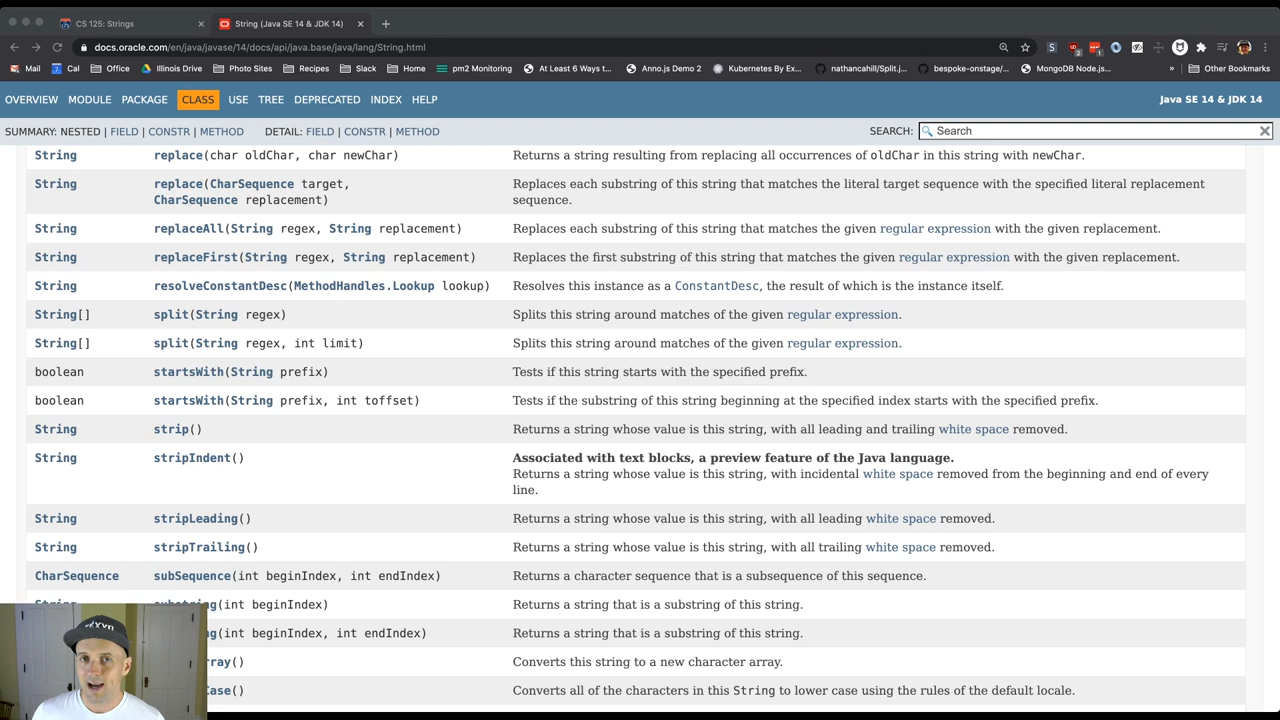 CS 125: Strings
String (Java SE 14 & JDK 14)
docs.oracle.com/en/java/javase/14/docs/api/java.base/java/lang/String.html
Mail Cal Office Illinois Drive Photo Sites Recipes Slack Home pm2 Monitoring At Least 6 Ways t... Anno.js Demo 2 Kubernetes By Ex... nathancahill/Split.j... bespoke-onstage/... MongoDB Node.js... » Other Bookmarks
OVERVIEW MODULE PACKAGE CLASS USE TREE DEPRECATED INDEX HELP Java SE 14 & JDK 14
SUMMARY: NESTED | FIELD | CONSTR | METHOD DETAIL: FIELD | CONSTR | METHOD SEARCH: Search
String replace(char oldChar, char newChar) Returns a string resulting from replacing all occurrences of oldChar in this string with newChar.
String replace(CharSequence target, Replaces each substring of this string that matches the literal target sequence with the specified literal replacement
CharSequence replacement) sequence.
String replaceAll(String regex, String replacement) Replaces each substring of this string that matches the given regular expression with the given replacement.
String replaceFirst(String regex, String replacement) Replaces the first substring of this string that matches the given regular expression with the given replacement.
String resolveConstantDesc(MethodHandles.Lookup lookup) Resolves this instance as a ConstantDesc, the result of which is the instance itself.
String[] split(String regex) Splits this string around matches of the given regular expression.
String[] split(String regex, int limit) Splits this string around matches of the given regular expression.
boolean startsWith(String prefix) Tests if this string starts with the specified prefix.
boolean startsWith(String prefix, int toffset) Tests if the substring of this string beginning at the specified index starts with the specified prefix.
String strip() Returns a string whose value is this string, with all leading and trailing white space removed.
String stripIndent() Associated with text blocks, a preview feature of the Java language.
Returns a string whose value is this string, with incidental white space removed from the beginning and end of every
line.
String stripLeading() Returns a string whose value is this string, with all leading white space removed.
String stripTrailing() Returns a string whose value is this string, with all trailing white space removed.
CharSequence subSequence(int beginIndex, int endIndex) Returns a character sequence that is a subsequence of this sequence.
ng(int beginIndex) Returns a string that is a substring of this string.
ng(int beginIndex, int endIndex) Returns a string that is a substring of this string.
rray() Converts this string to a new character array.
Case() Converts all of the characters in this String to lower case using the rules of the default locale.